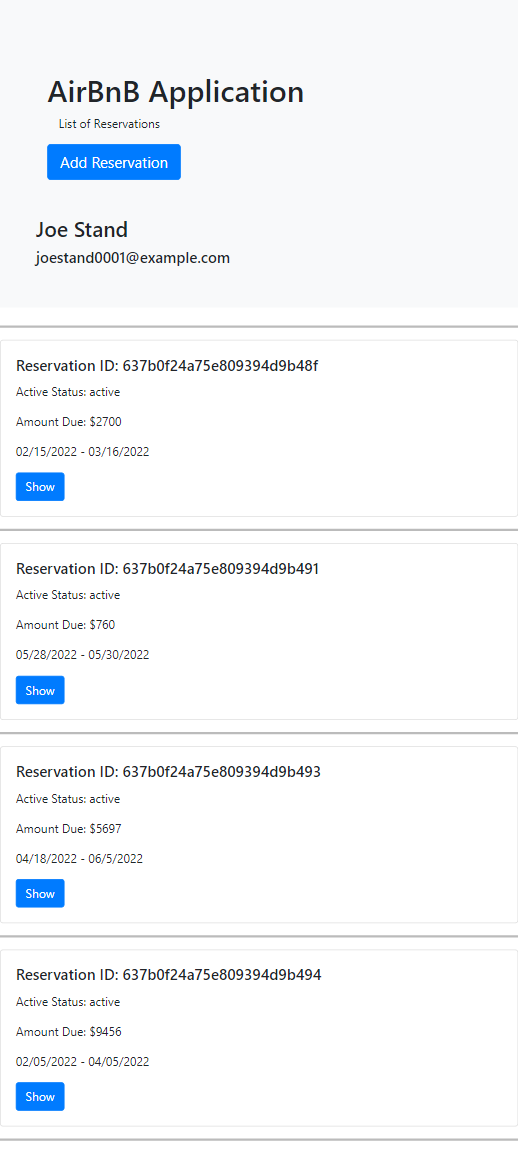 AirBnB Application
List of Reservations
Add Reservation
Joe Stand
joestand0001@example.com
Reservation ID: 637b0f24a75e809394d9b48f
Active Status: active
Amount Due: $2700
02/15/2022 - 03/16/2022
Show
Reservation ID: 637b0f24a75e809394d9b491
Active Status: active
Amount Due: $760
05/28/2022 - 05/30/2022
Show
Reservation ID: 637b0f24a75e809394d9b493
Active Status: active
Amount Due: $5697
04/18/2022 - 06/5/2022
Show
Reservation ID: 637b0f24a75e809394d9b494
Active Status: active
Amount Due: $9456
02/05/2022 - 04/05/2022
Show